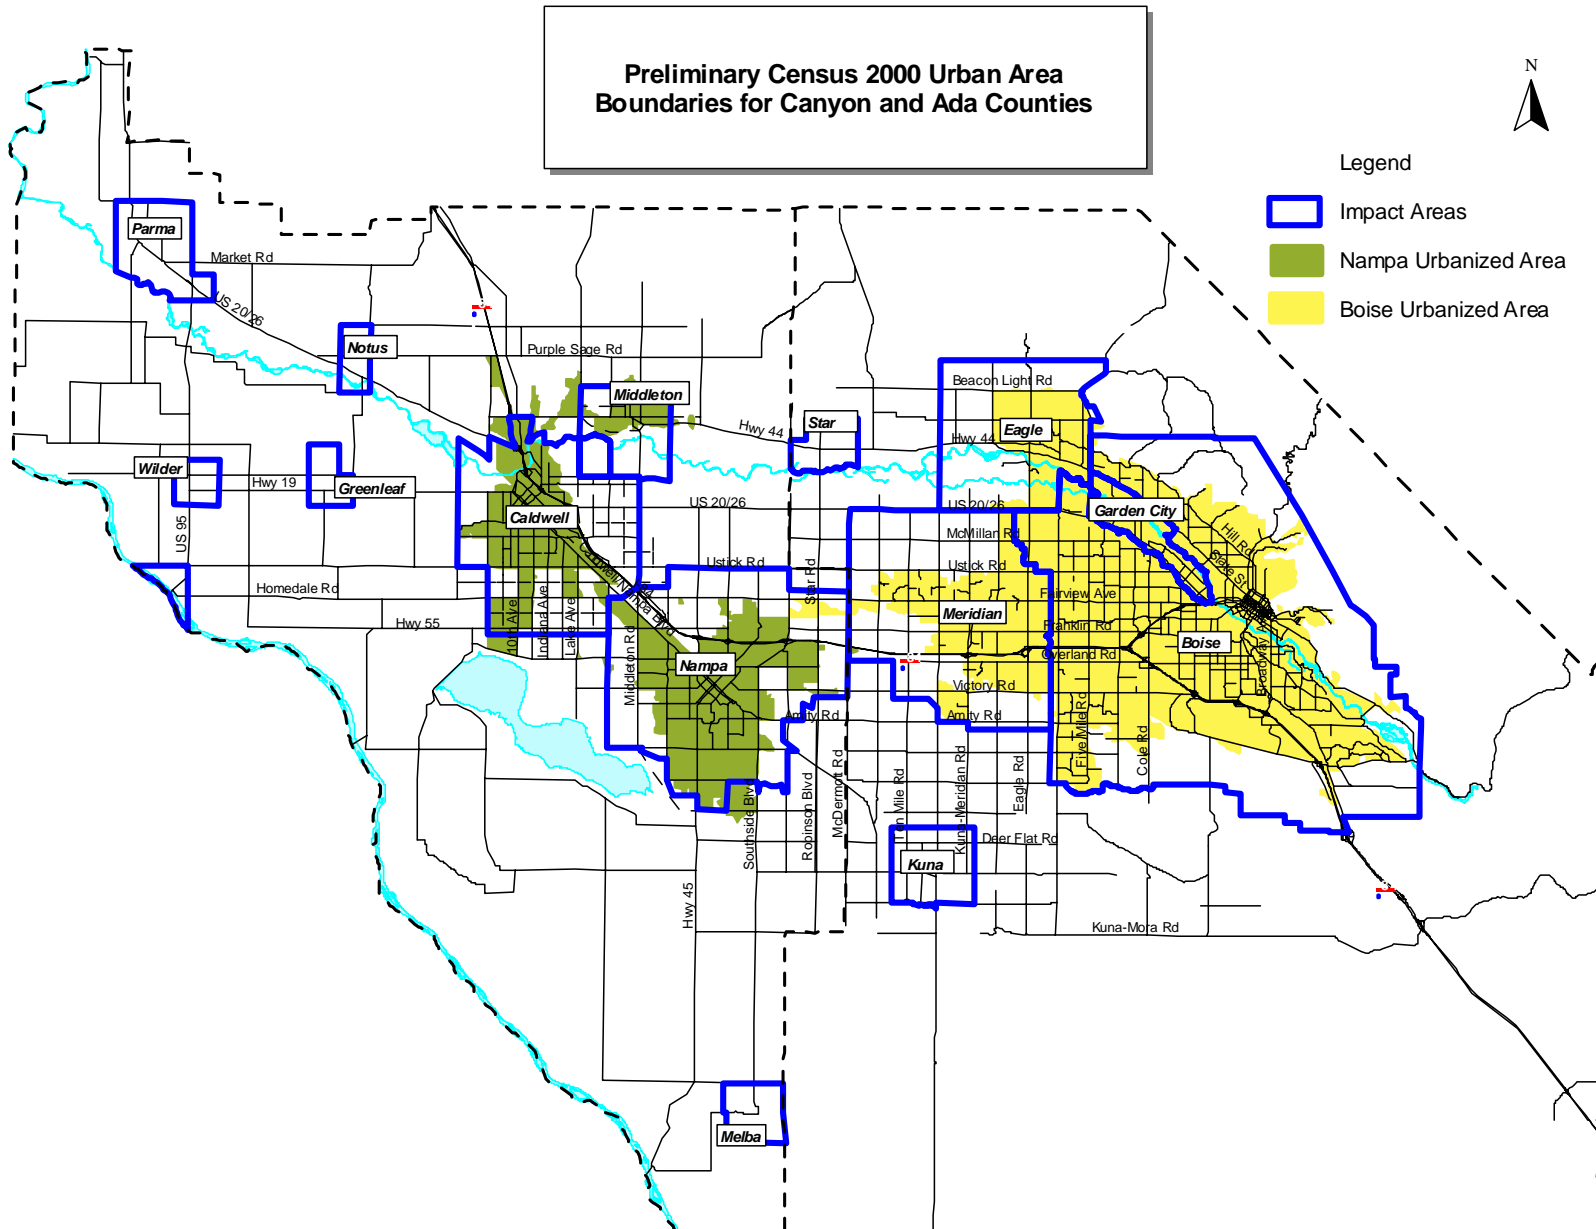 Preliminary Census 2000 Urban Area
Boundaries for Canyon and Ada Counties
N
Legend
Impact Areas
Nampa Urbanized Area
Boise Urbanized Area
Parma
Market Rd
US 20/26
Notus
Purple Sage Rd
Middleton
Beacon Light Rd
Star
Hwy 44
Eagle
Hwy 44
Wilder
Hwy 19
Greenleaf
US 95
Caldwell
US 20/26
US 20/26
Garden City
McMillan Rd
Hill Rd
State St
Ustick Rd
Ustick Rd
Star Rd
Caldwell/Nampa Blvd
Homedale Rd
Fairview Ave
Meridian
Hwy 55
10th Ave
Indiana Ave
Lake Ave
Middleton Rd
Franklin Rd
Boise
Overland Rd
Broadway
Nampa
Victory Rd
Amity Rd
Amity Rd
Five Mile Rd
Cole Rd
Southside Blvd
Robinson Blvd
McDermott Rd
Ten Mile Rd
Kuna-Meridian Rd
Eagle Rd
Deer Flat Rd
Kuna
Hwy 45
Kuna-Mora Rd
Melba